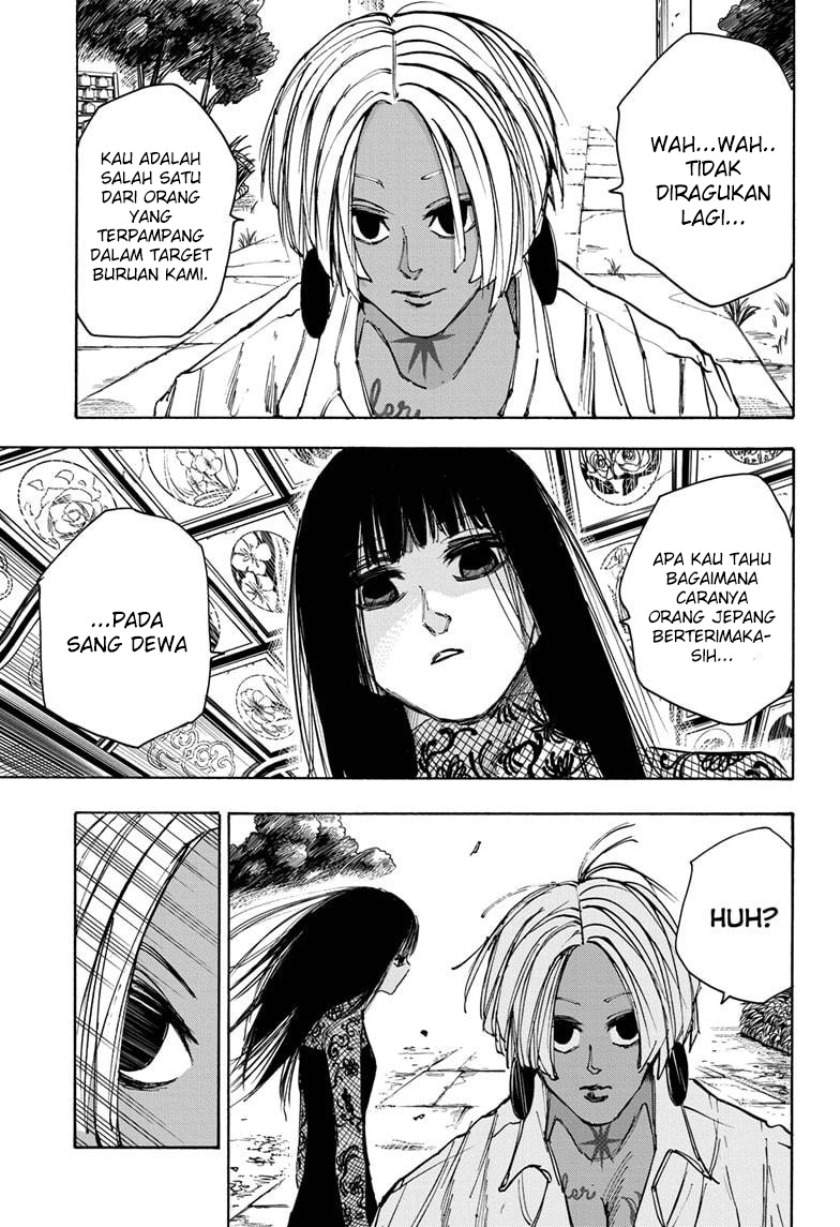 WAH...WAH..
TIDAK
DIRAGUKAN
LAGI...
KAU ADALAH
SALAH SATU
DARI ORANG
YANG
TERPAMPANG
DALAM TARGET
BURUAN KAMI.
APA KAU TAHU
BAGAIMANA
CARANYA
ORANG JEPANG
BERTERIMAKA-
SIH...
...PADA
SANG DEWA
HUH?